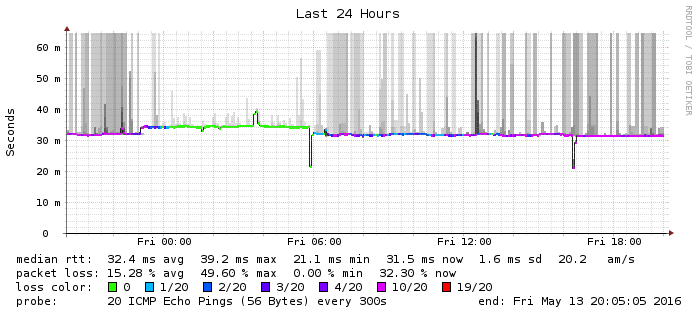 Last 24 Hours
RRDTOOL / TOBI OETIKER
Seconds
60 m
50 m
40 m
30 m
20 m
10 m
0
Fri 00:00 Fri 06:00 Fri 12:00 Fri 18:00
median rtt: 32.4 ms avg 39.2 ms max 21.1 ms min 31.5 ms now 1.6 ms sd 20.2 am/s
packet loss: 15.28 % avg 49.60 % max 0.00 % min 32.30 % now
loss color: 0 1/20 2/20 3/20 4/20 10/20 19/20
probe: 20 ICMP Echo Pings (56 Bytes) every 300s end: Fri May 13 20:05:05 2016